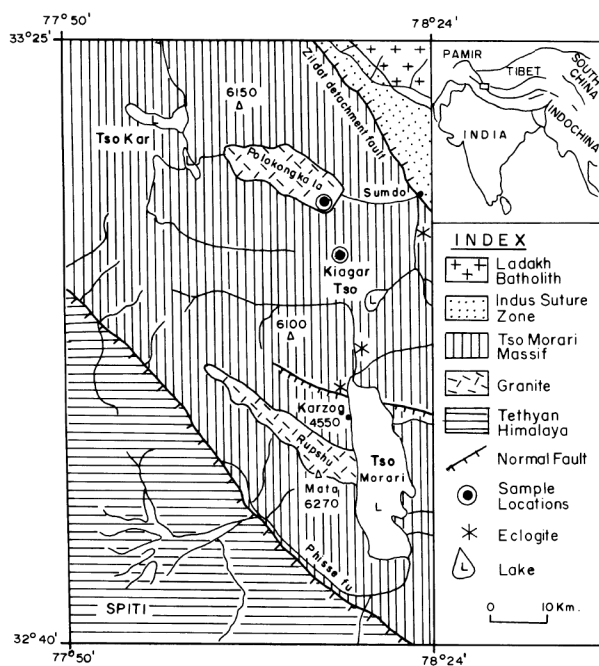 77° 50'
78° 24'
33° 25'
6150
Tso Kar
Polokongka la
Zildat detachment fault
Sumdo
Kiagar
Tso
L
6100
Karzog
4550
Rupshu
Mata
6270
Tso
Morari
L
Phisse fu
SPITI
32° 40'
77° 50'
78° 24'
PAMIR
TIBET
SOUTH
CHINA
INDIA
INDOCHINA
INDEX
Ladakh
Batholith
Indus Suture
Zone
Tso Morari
Massif
Granite
Tethyan
Himalaya
Normal Fault
Sample
Locations
Eclogite
L
Lake
0 10 Km.